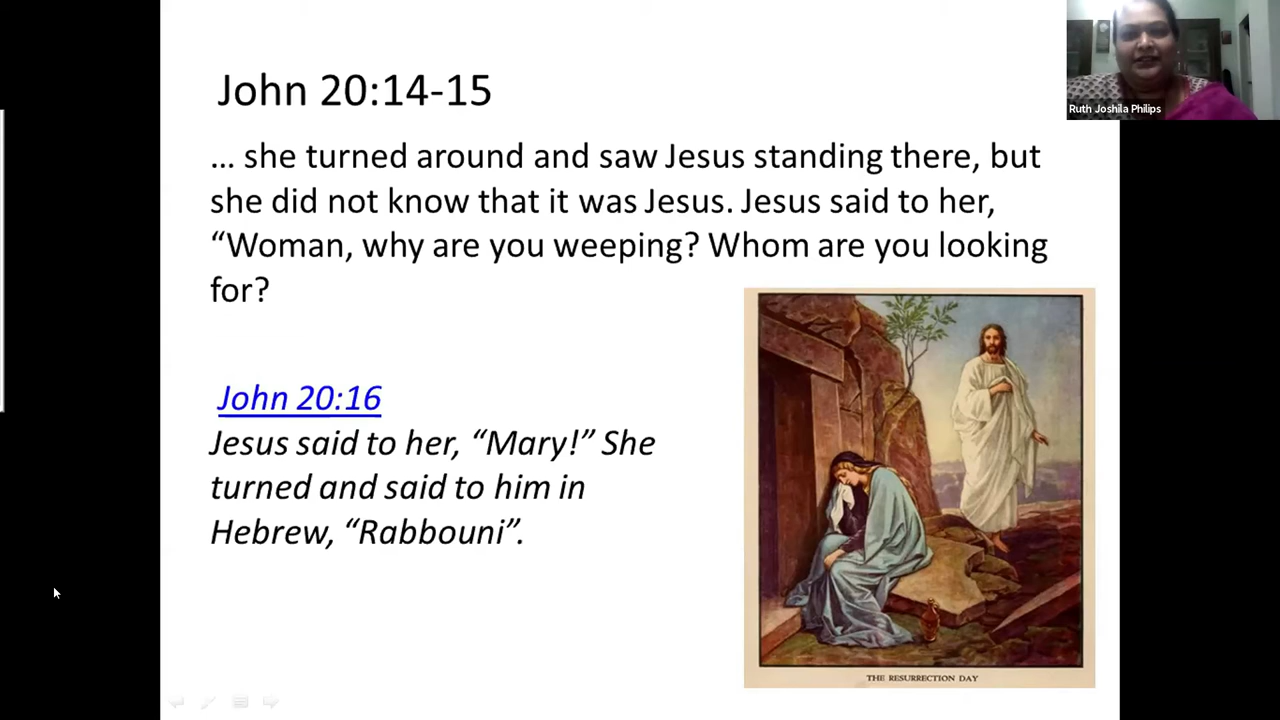 John 20:14-15
… she turned around and saw Jesus standing there, but
she did not know that it was Jesus. Jesus said to her,
“Woman, why are you weeping? Whom are you looking
for?
John 20:16
Jesus said to her, “Mary!” She
turned and said to him in
Hebrew, “Rabbouni”.
THE RESURRECTION DAY
Ruth Joshila Philips